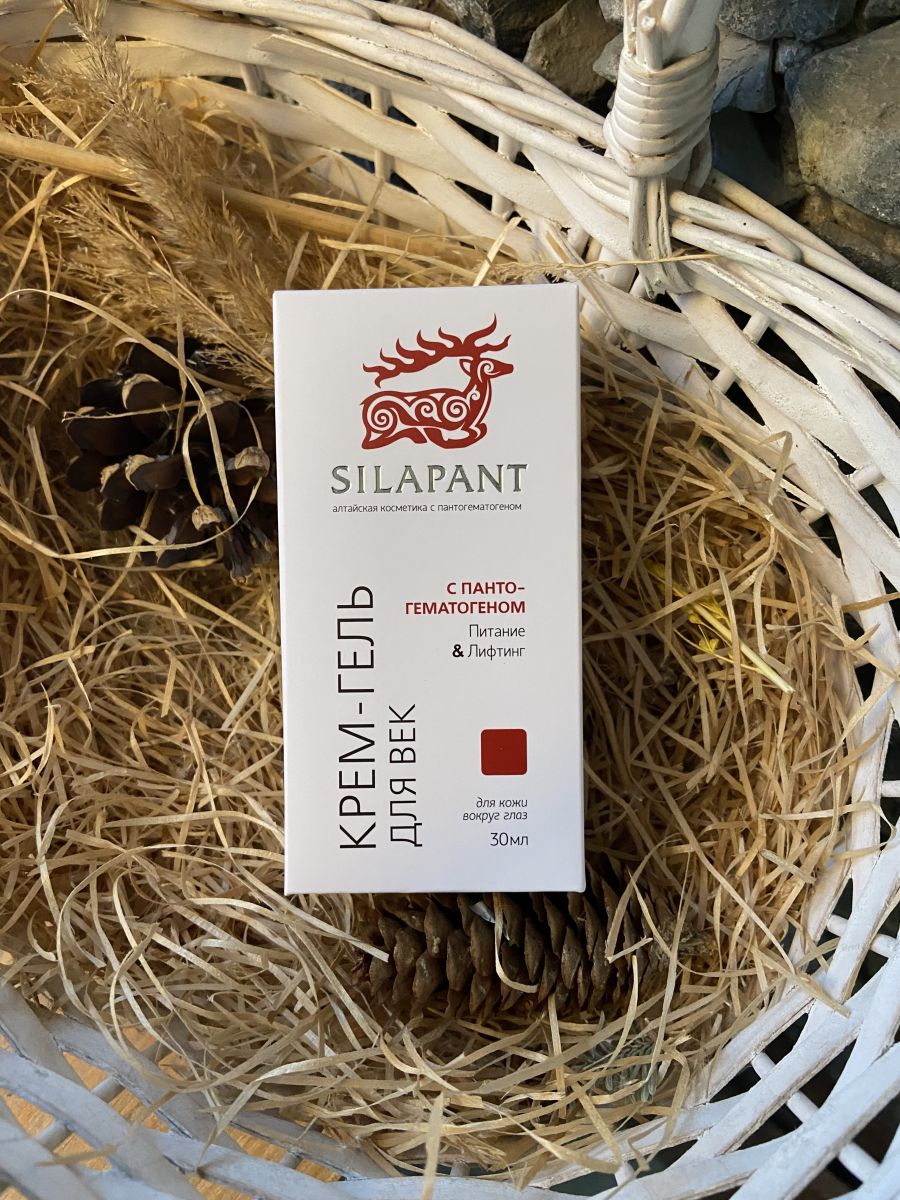 SILAPANT
алтайская косметика с пантогематогеном
КРЕМ-ГЕЛЬ
ДЛЯ ВЕК
С ПАНТО-
ГЕМАТОГЕНОМ
Питание
& Лифтинг
для кожи
вокруг глаз
30мл